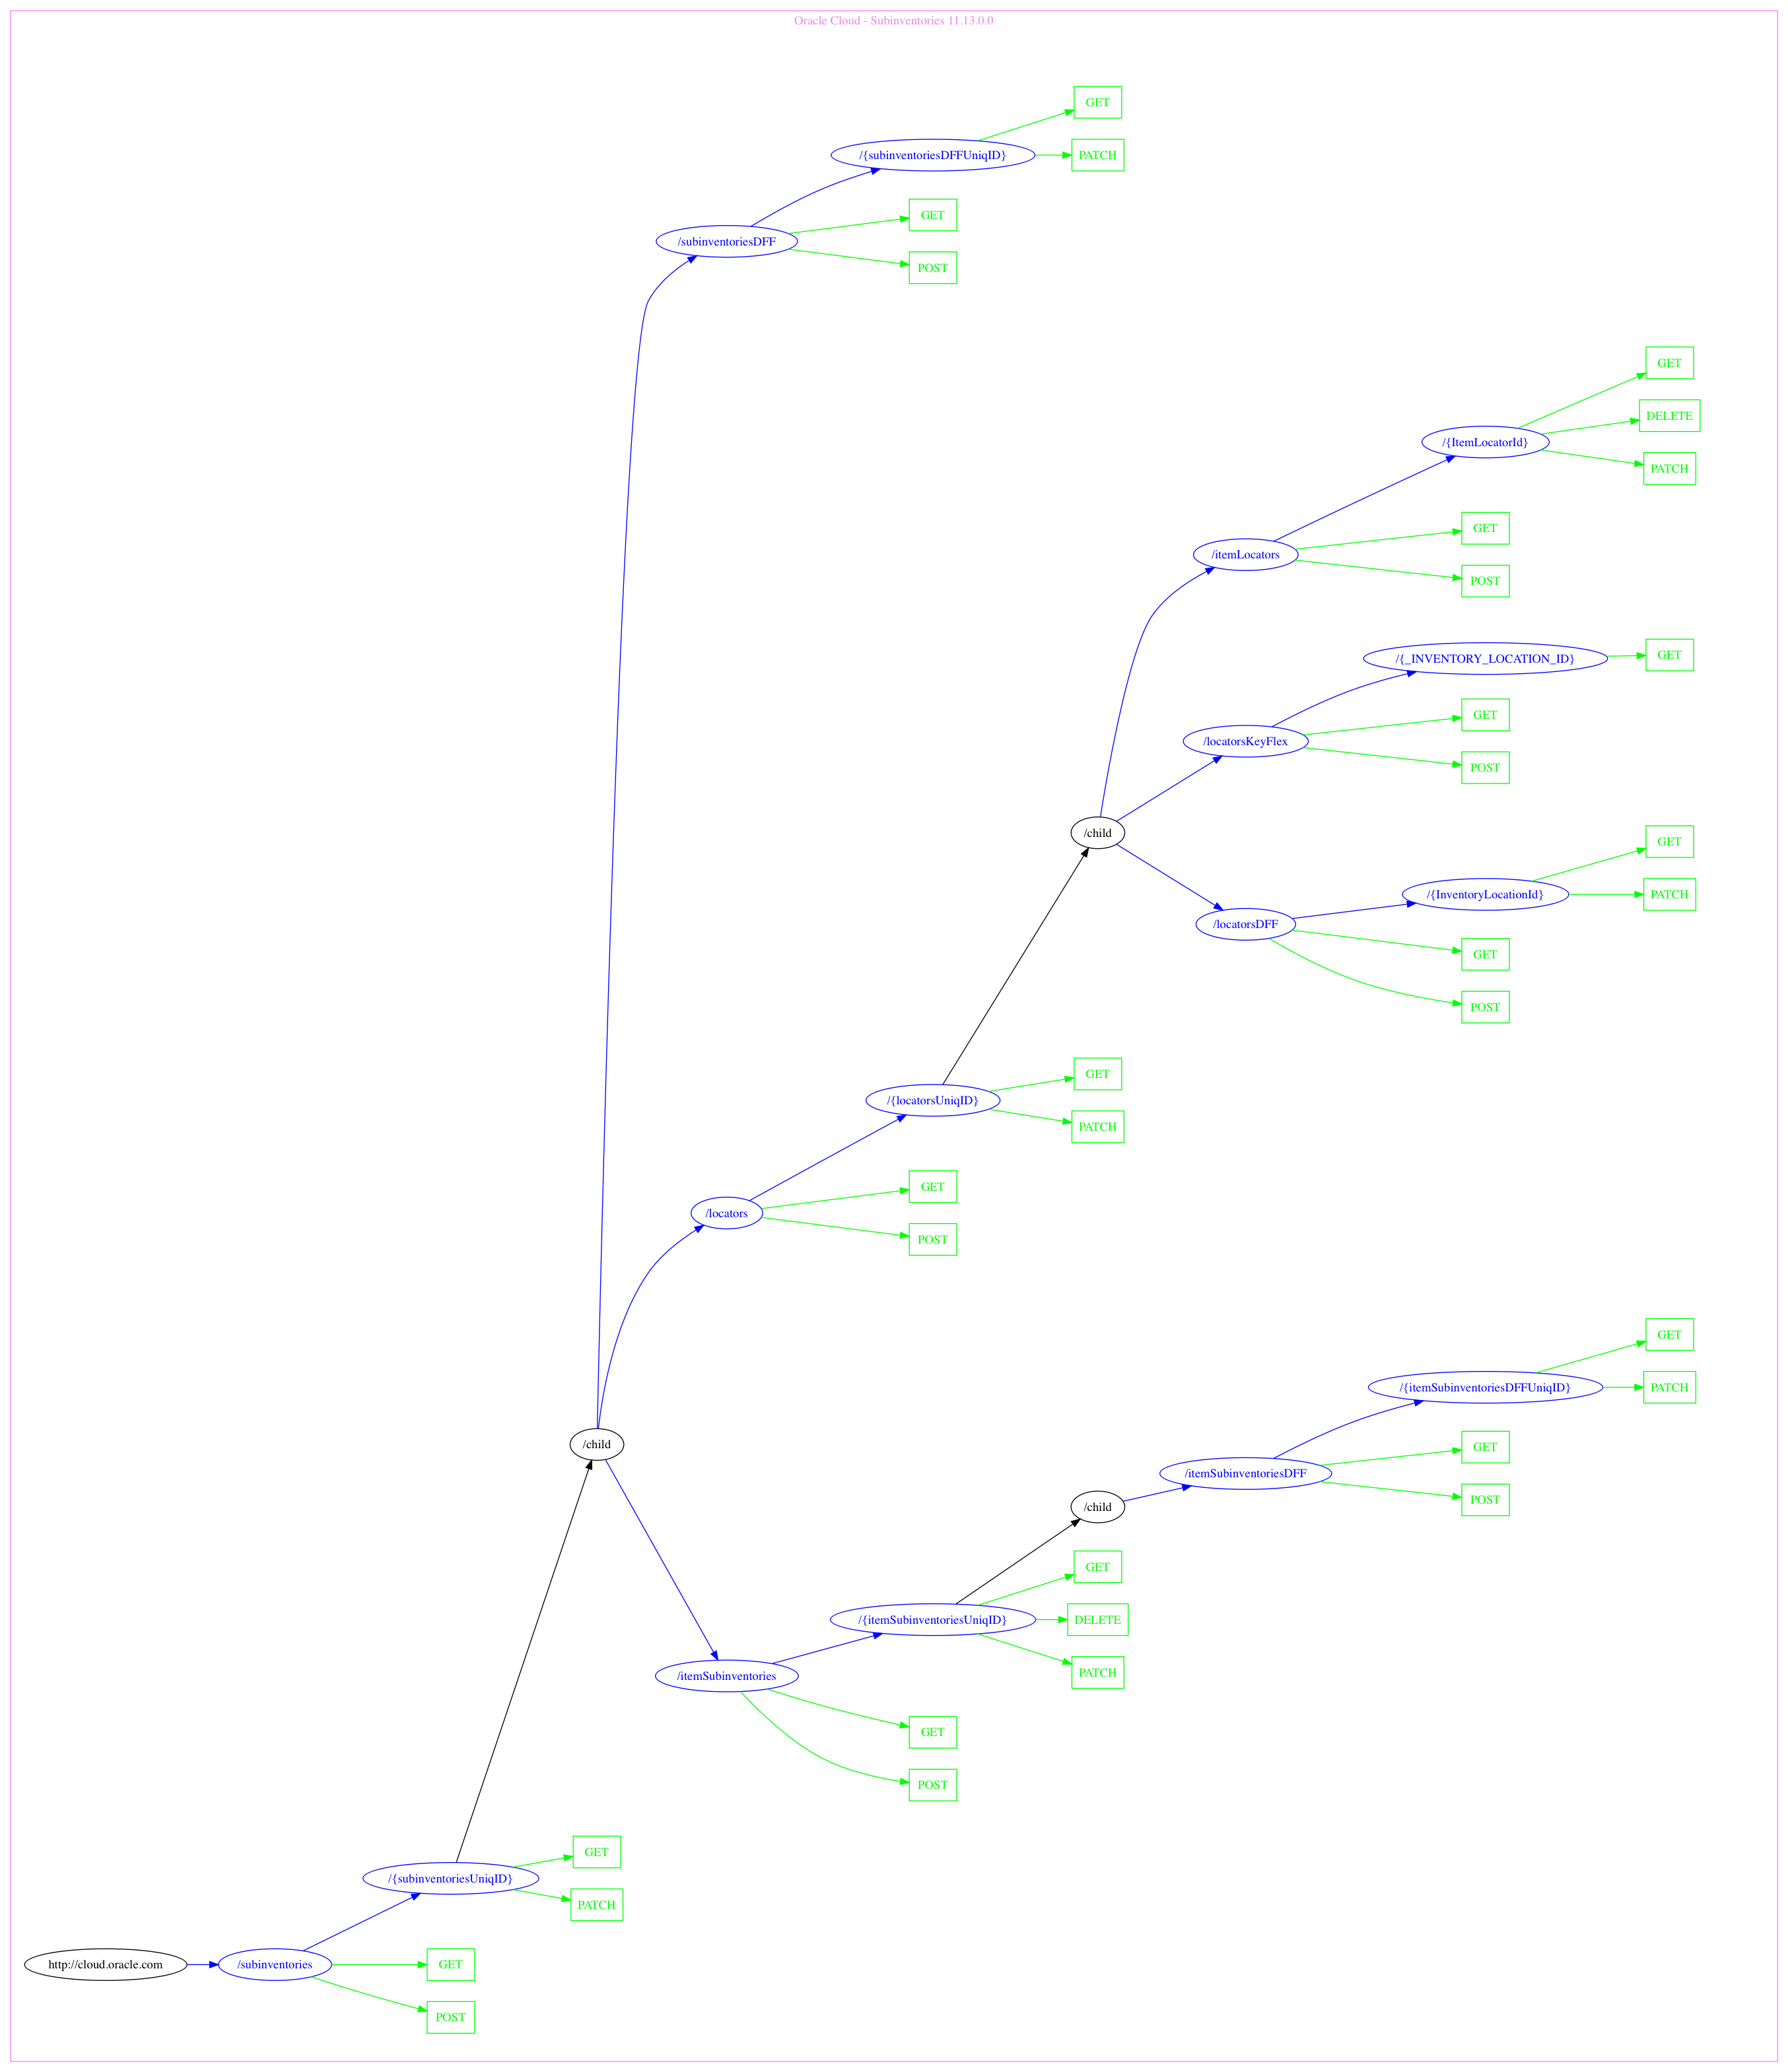 Oracle Cloud - Subinventories 11.13.0.0
GET
/{subinventoriesDFFUniqID}
PATCH
GET
/subinventoriesDFF
POST
GET
DELETE
/{ItemLocatorId}
PATCH
GET
/itemLocators
POST
/{_INVENTORY_LOCATION_ID}
GET
GET
/locatorsKeyFlex
POST
/child
GET
/{InventoryLocationId}
PATCH
/locatorsDFF
GET
POST
GET
/{locatorsUniqID}
PATCH
GET
/locators
POST
GET
/{itemSubinventoriesDFFUniqID}
PATCH
/child
GET
/itemSubinventoriesDFF
POST
/child
GET
/{itemSubinventoriesUniqID}
DELETE
PATCH
/itemSubinventories
GET
POST
GET
/{subinventoriesUniqID}
PATCH
http://cloud.oracle.com
/subinventories
GET
POST